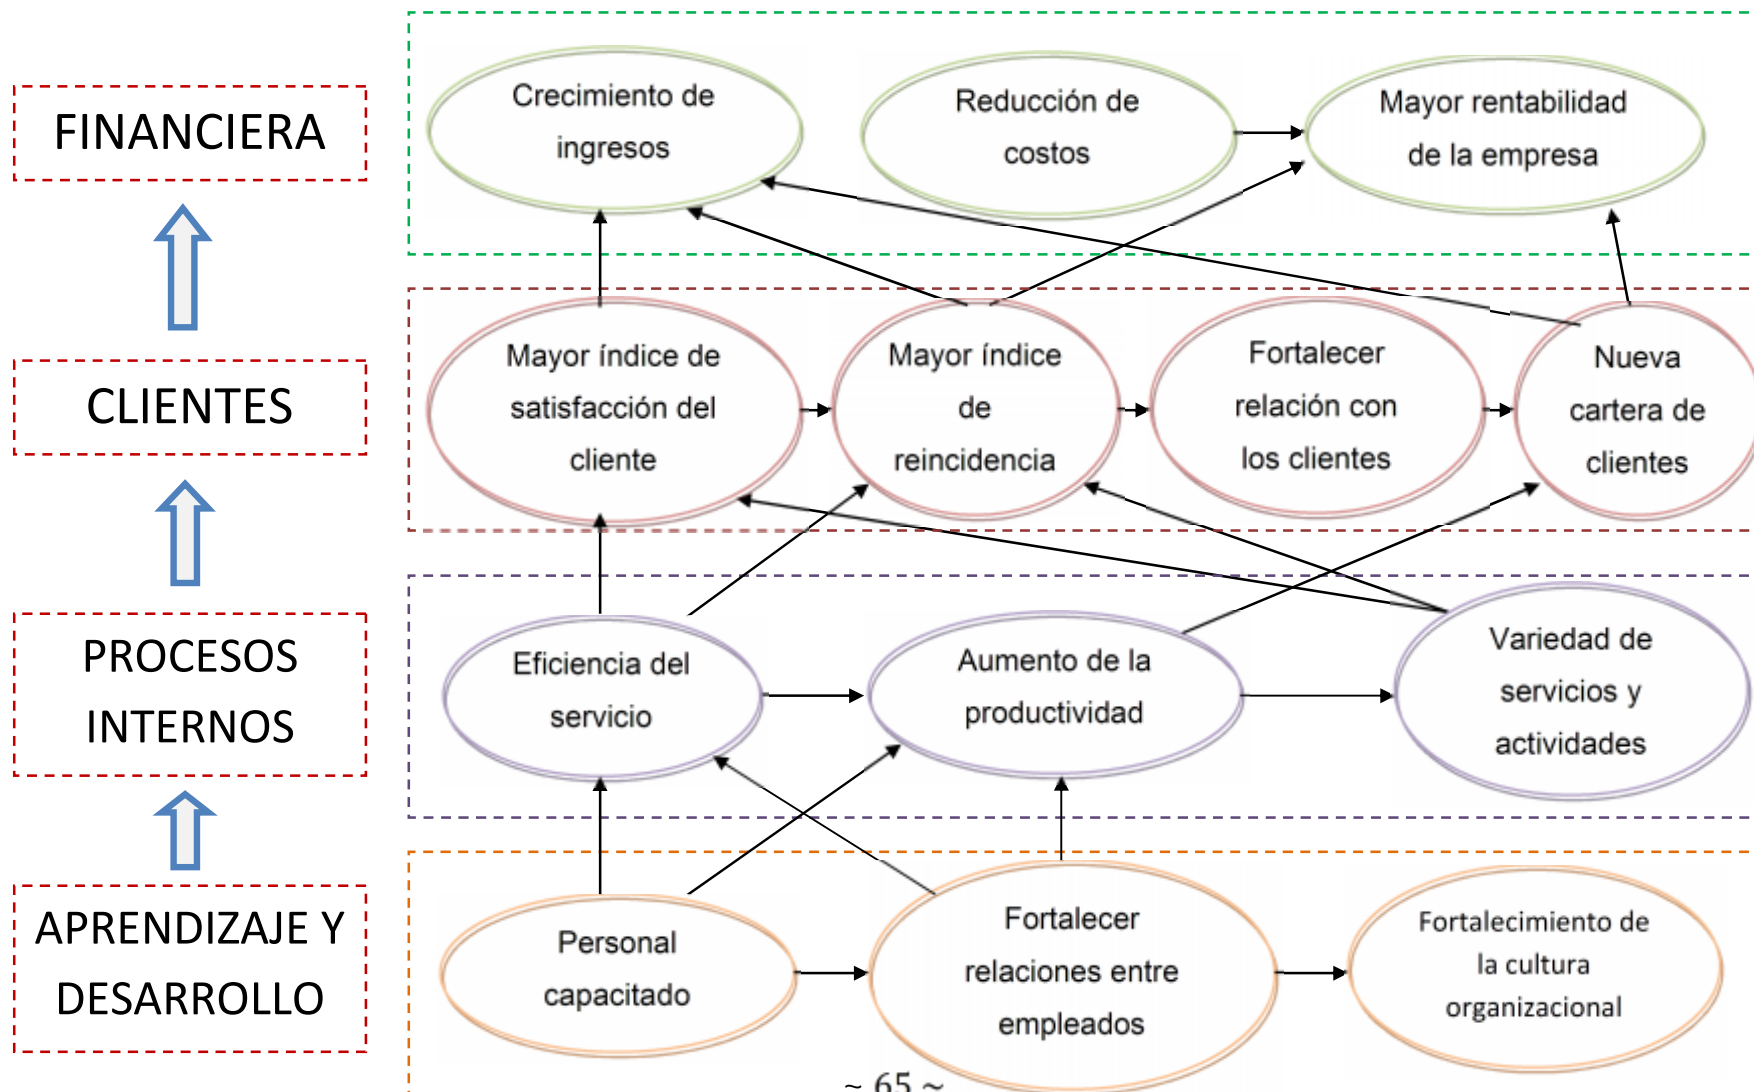 FINANCIERA
Crecimiento de
ingresos
Reducción de
costos
Mayor rentabilidad
de la empresa
CLIENTES
Mayor índice de
satisfacción del
cliente
Mayor índice
de
reincidencia
Fortalecer
relación con
los clientes
Nueva
cartera de
clientes
PROCESOS
INTERNOS
Eficiencia del
servicio
Aumento de la
productividad
Variedad de
servicios y
actividades
APRENDIZAJE Y
DESARROLLO
Personal
capacitado
Fortalecer
relaciones entre
empleados
Fortalecimiento de
la cultura
organizacional
~ 65 ~